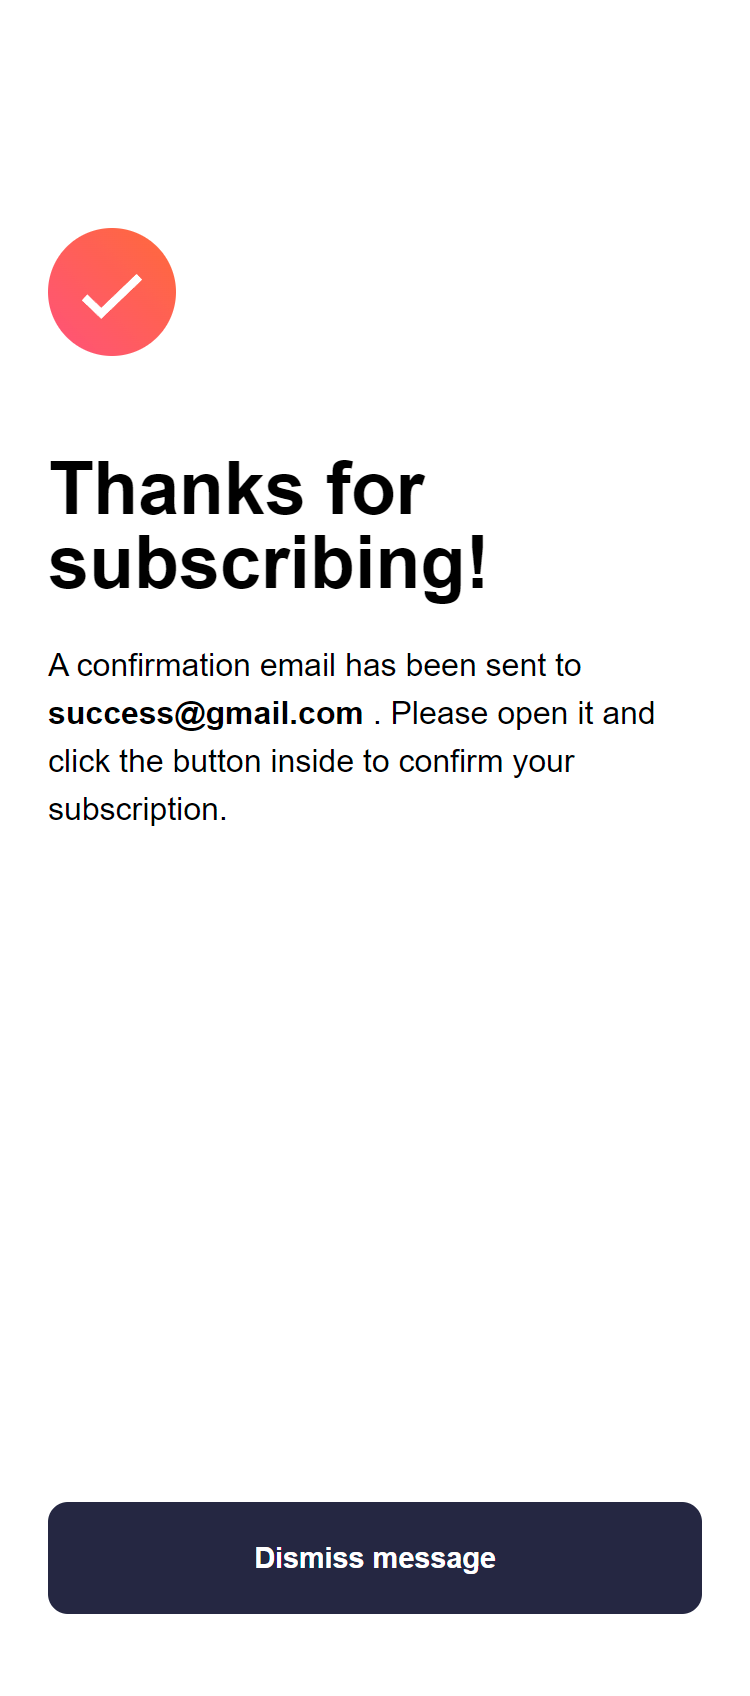 Thanks for
subscribing!
A confirmation email has been sent to
success@gmail.com . Please open it and
click the button inside to confirm your
subscription.
Dismiss message